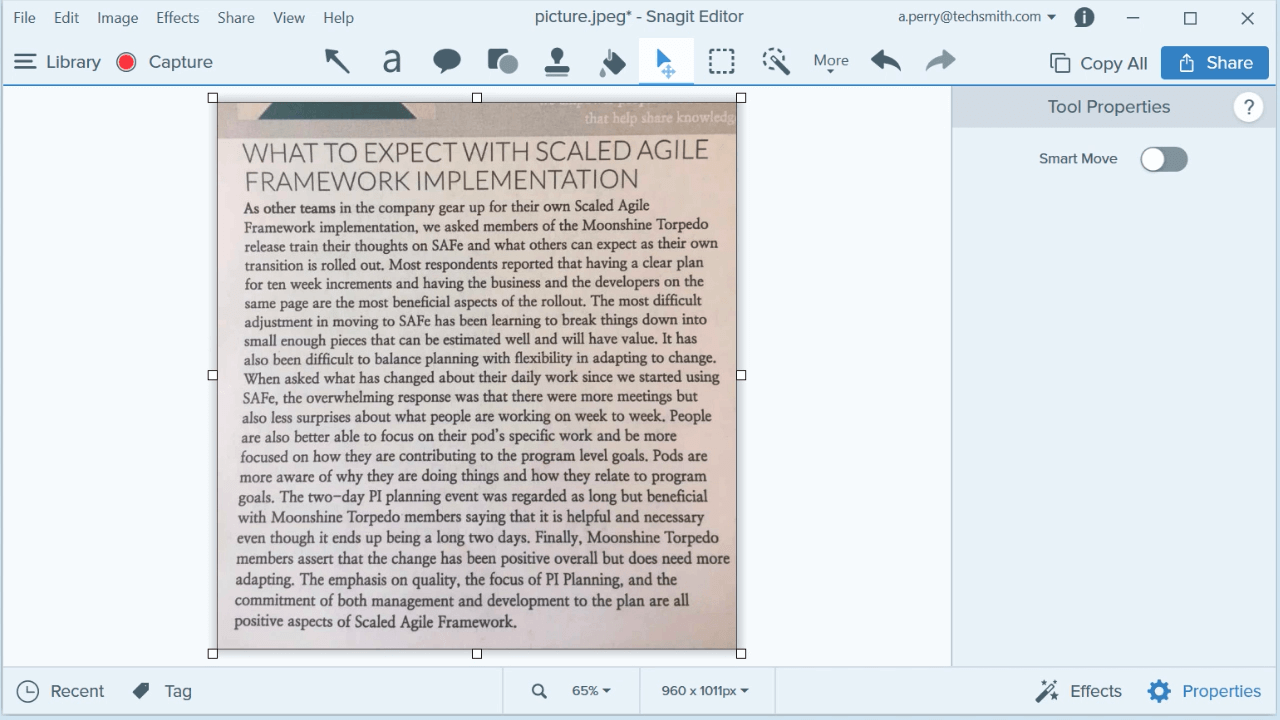 File Edit Image Effects Share View Help
picture.jpeg* - Snagit Editor
a.perry@techsmith.com
Library Capture
a
More
Copy All
Share
Tool Properties
?
Smart Move
that help share knowledg
WHAT TO EXPECT WITH SCALED AGILE
FRAMEWORK IMPLEMENTATION
As other teams in the company gear up for their own Scaled Agile
Framework implementation, we asked members of the Moonshine Torpedo
release train their thoughts on SAFe and what others can expect as their own
transition is rolled out. Most respondents reported that having a clear plan
for ten week increments and having the business and the developers on the
same page are the most beneficial aspects of the rollout. The most difficult
adjustment in moving to SAFe has been learning to break things down into
small enough pieces that can be estimated well and will have value. It has
also been difficult to balance planning with flexibility in adapting to change.
When asked what has changed about their daily work since we started using
SAFe, the overwhelming response was that there were more meetings but
also less surprises about what people are working on week to week. People
are also better able to focus on their pod's specific work and be more
focused on how they are contributing to the program level goals. Pods are
more aware of why they are doing things and how they relate to program
goals. The two-day PI planning event was regarded as long but beneficial
with Moonshine Torpedo members saying that it is helpful and necessary
even though it ends up being a long two days. Finally, Moonshine Torpedo
members assert that the change has been positive overall but does need more
adapting. The emphasis on quality, the focus of PI Planning, and the
commitment of both management and development to the plan are all
positive aspects of Scaled Agile Framework.
Recent Tag
65%
960 x 1011px
Effects Properties